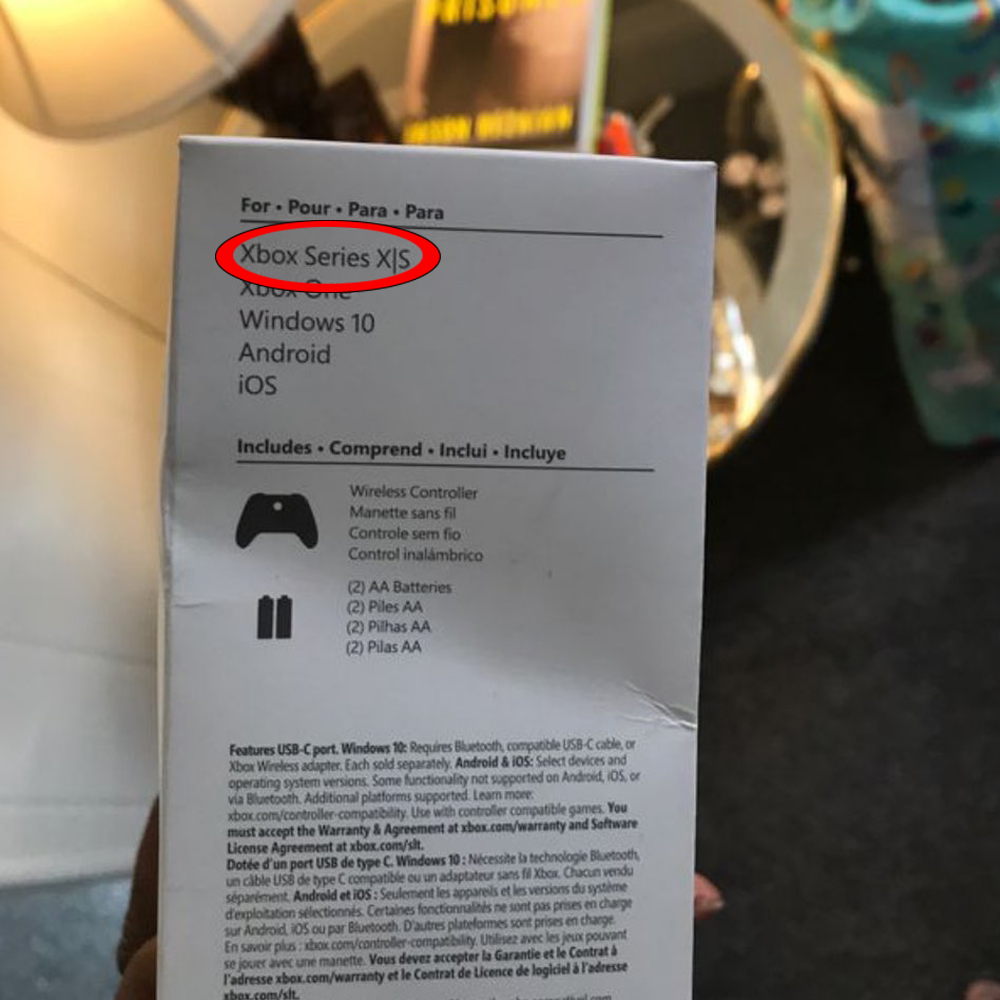 For • Pour • Para • Para
Xbox Series X|S
Xbox One
Windows 10
Android
iOS
Includes • Comprend • Inclui • Incluye
Wireless Controller
Manette sans fil
Controle sem fio
Control inalámbrico
(2) AA Batteries
(2) Piles AA
(2) Pilhas AA
(2) Pilas AA
Features USB-C port. Windows 10: Requires Bluetooth, compatible USB-C cable, or
Xbox Wireless adapter. Each sold separately. Android & iOS: Select devices and
operating system versions. Some functionality not supported on Android, iOS, or
via Bluetooth. Additional platforms supported. Learn more:
xbox.com/controller-compatibility. Use with controller compatible games. You
must accept the Warranty & Agreement at xbox.com/warranty and Software
License Agreement at xbox.com/slt.
Dotée d'un port USB de type C. Windows 10 : Nécessite la technologie Bluetooth,
un câble USB de type C compatible ou un adaptateur sans fil Xbox. Chacun vendu
séparément. Android et iOS : Seulement les appareils et les versions du système
d'exploitation sélectionnés. Certaines fonctionnalités ne sont pas prises en charge
sur Android, iOS ou par Bluetooth. D'autres plateformes sont prises en charge.
En savoir plus : xbox.com/controller-compatibility. Utilisez avec les jeux pouvant
se jouer avec une manette. Vous devez accepter la Garantie et le Contrat à
l'adresse xbox.com/warranty et le Contrat de Licence de logiciel à l'adresse
xbox.com/slt.